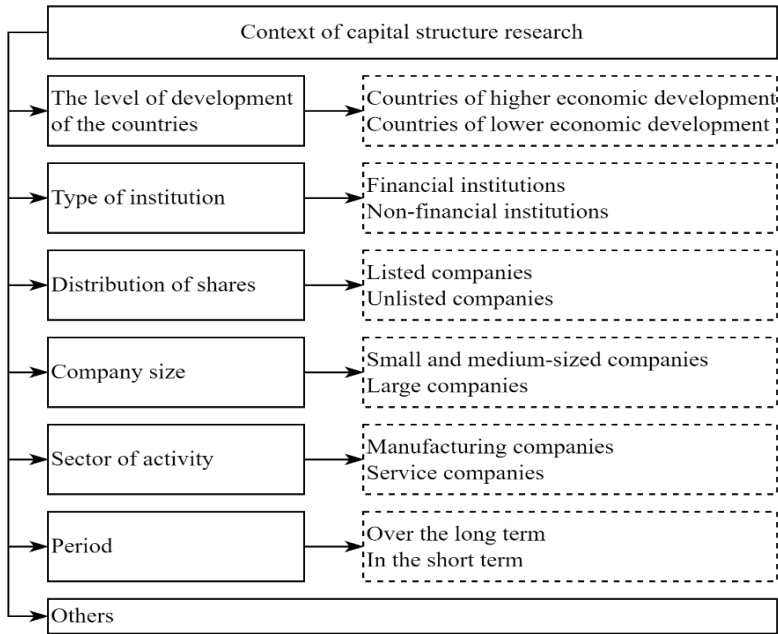 Context of capital structure research
The level of development
of the countries
Countries of higher economic development
Countries of lower economic development
Type of institution
Financial institutions
Non-financial institutions
Distribution of shares
Listed companies
Unlisted companies
Company size
Small and medium-sized companies
Large companies
Sector of activity
Manufacturing companies
Service companies
Period
Over the long term
In the short term
Others